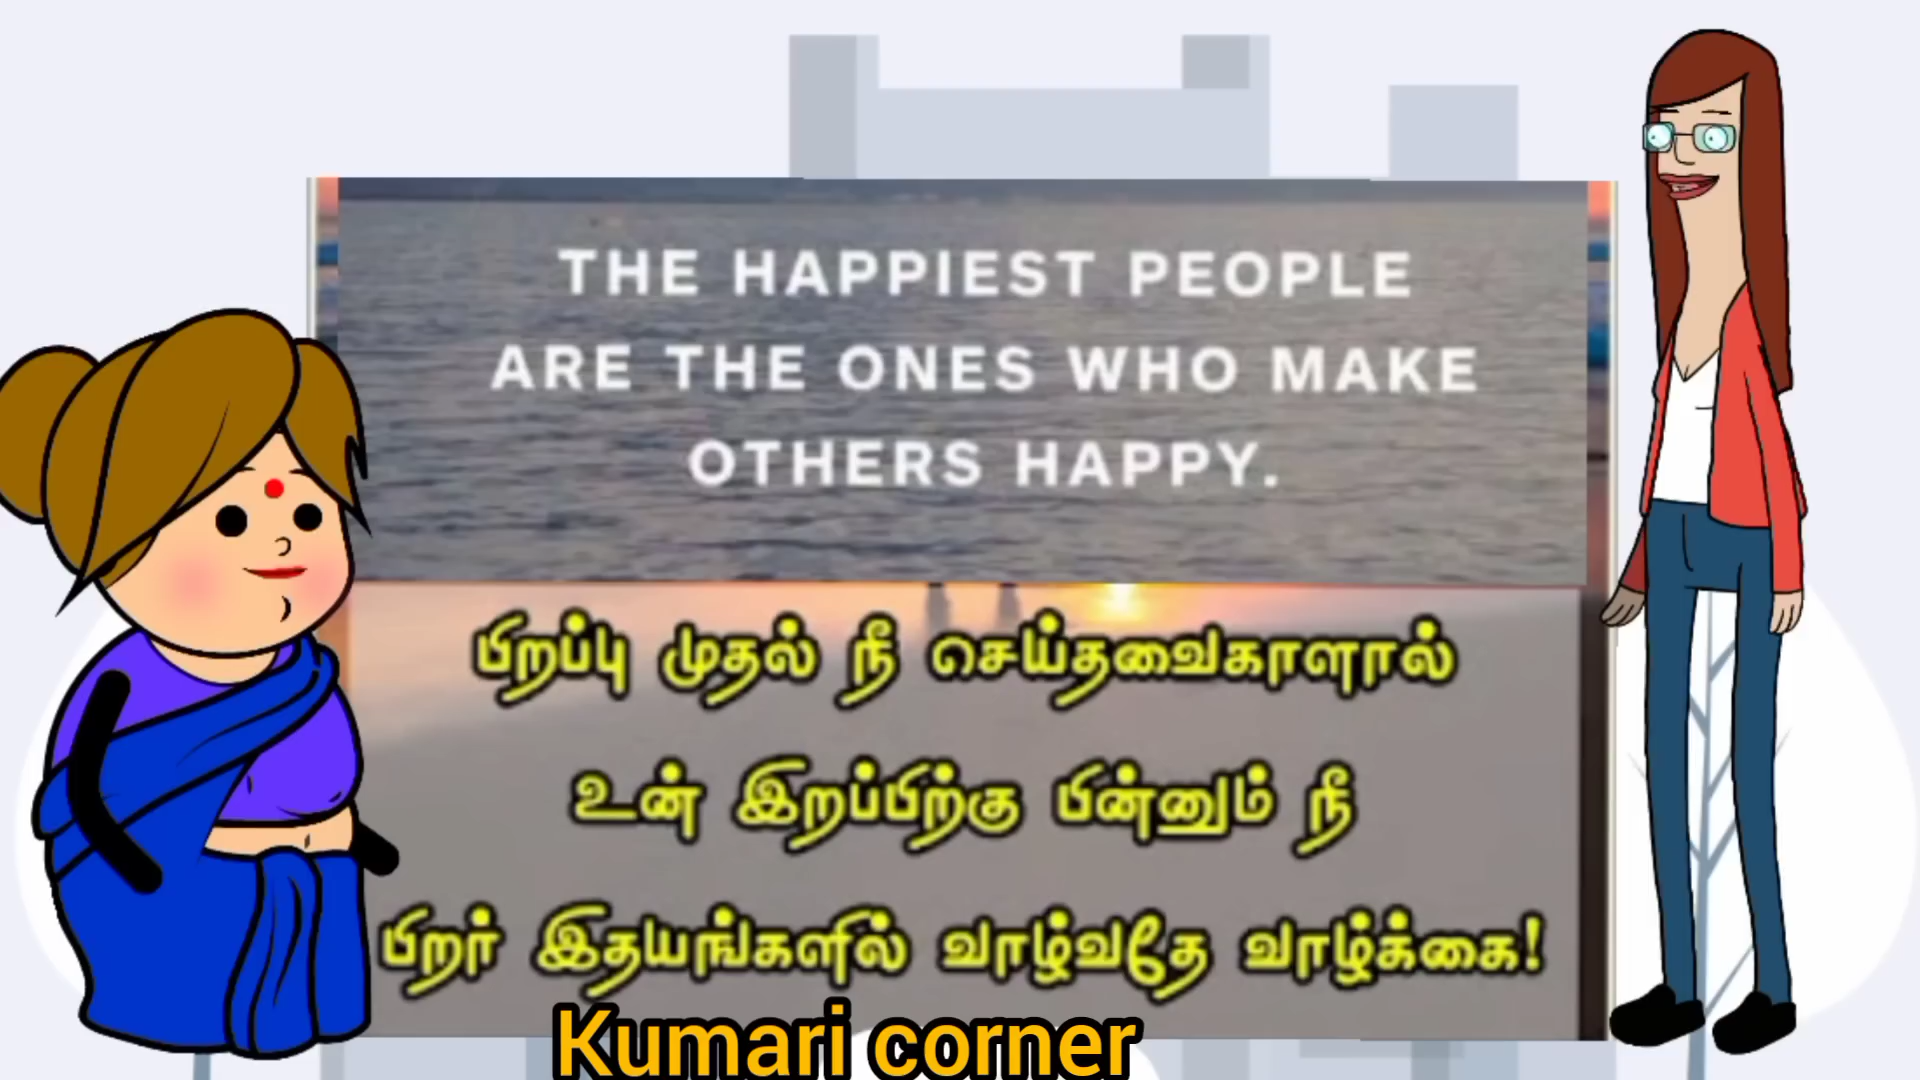 THE HAPPIEST PEOPLE
ARE THE ONES WHO MAKE
OTHERS HAPPY.
பிறப்பு முதல் நீ செய்தவைகாளால்
உன் இறப்பிற்கு பின்னும் நீ
பிறர் இதயங்களில் வாழ்வதே வாழ்க்கை!
Kumari corner